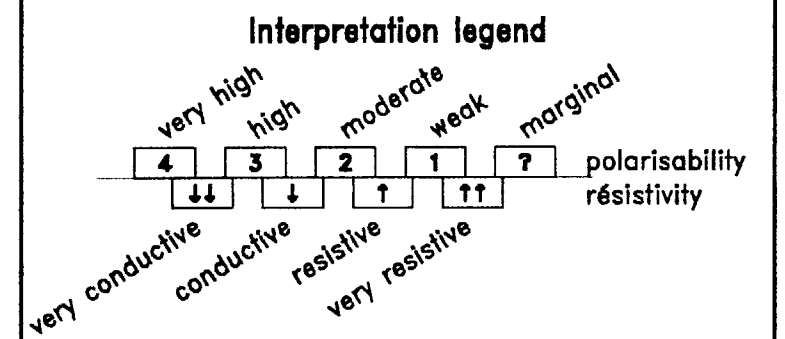 Interpretation legend
very high high moderate weak marginal
4 3 2 1 ? polarisability
↓↓ ↓ ↑ ↑↑ résistivity
very conductive conductive resistive very resistive